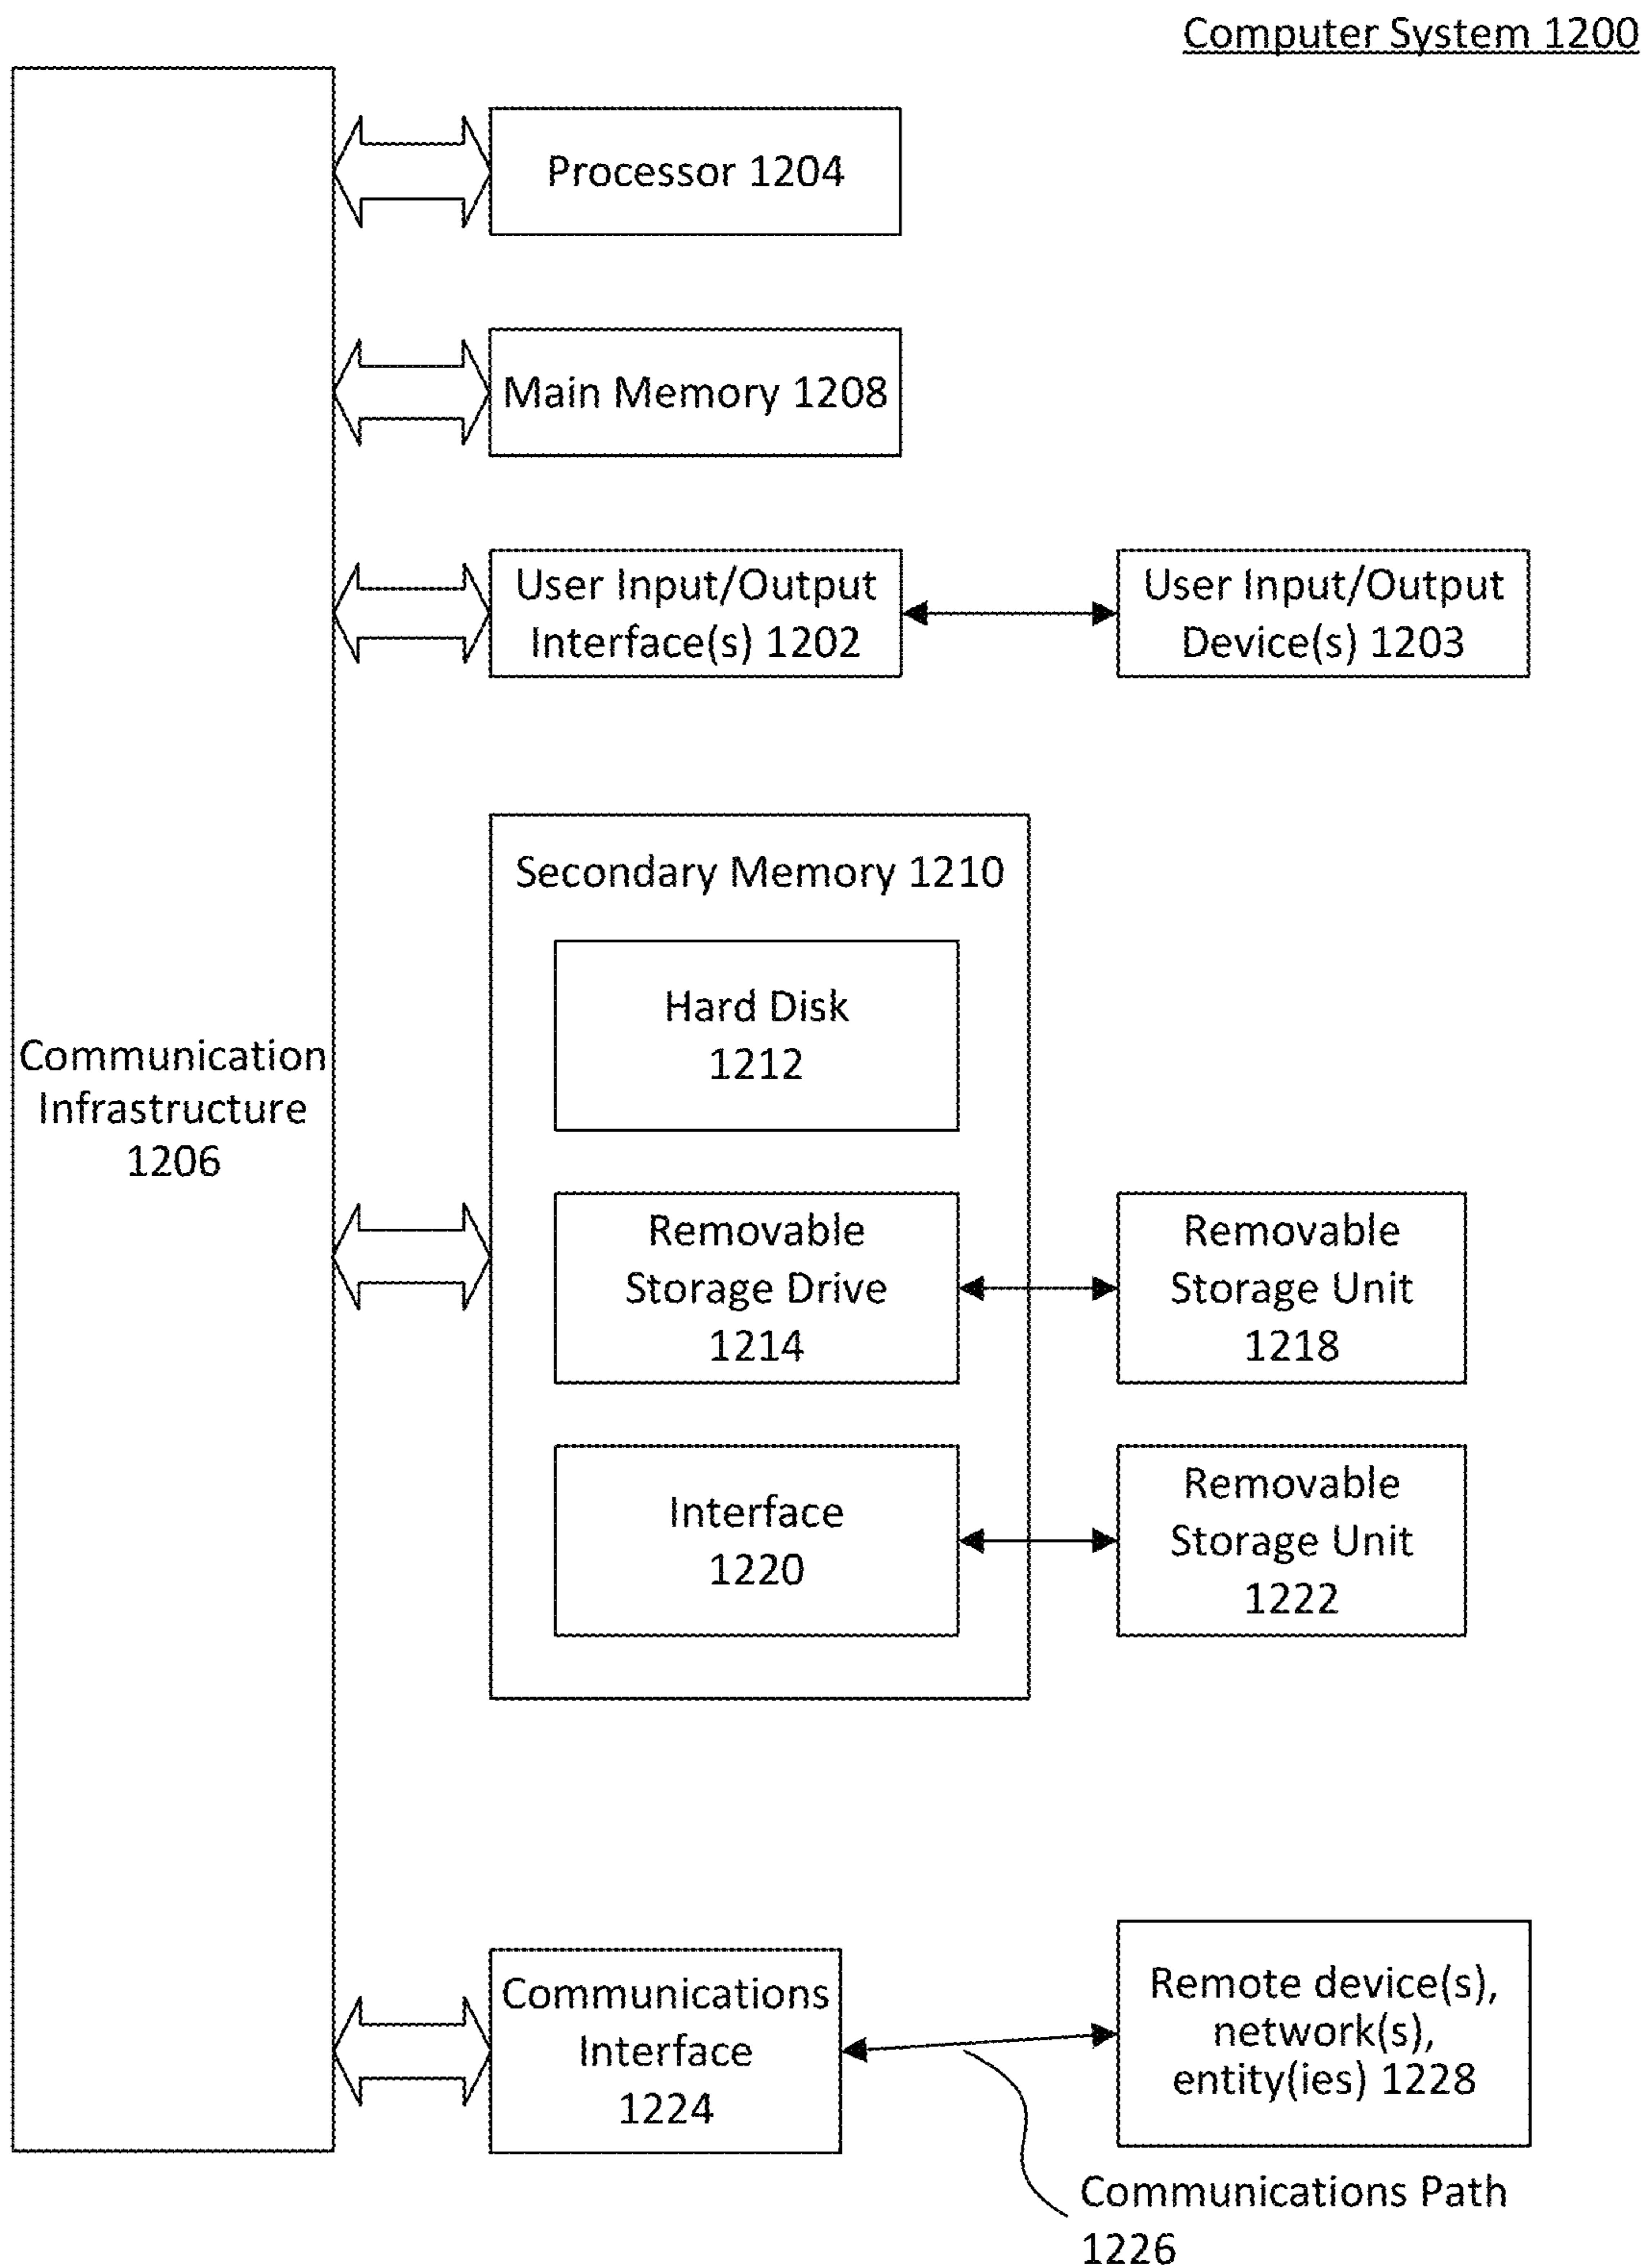 Computer System 1200
Processor 1204
Main Memory 1208
User Input/Output
Interface(s) 1202
User Input/Output
Device(s) 1203
Secondary Memory 1210
Hard Disk
1212
Communication
Infrastructure
1206
Removable
Storage Drive
1214
Removable
Storage Unit
1218
Interface
1220
Removable
Storage Unit
1222
Communications
Interface
1224
Remote device(s),
network(s),
entity(ies) 1228
Communications Path
1226